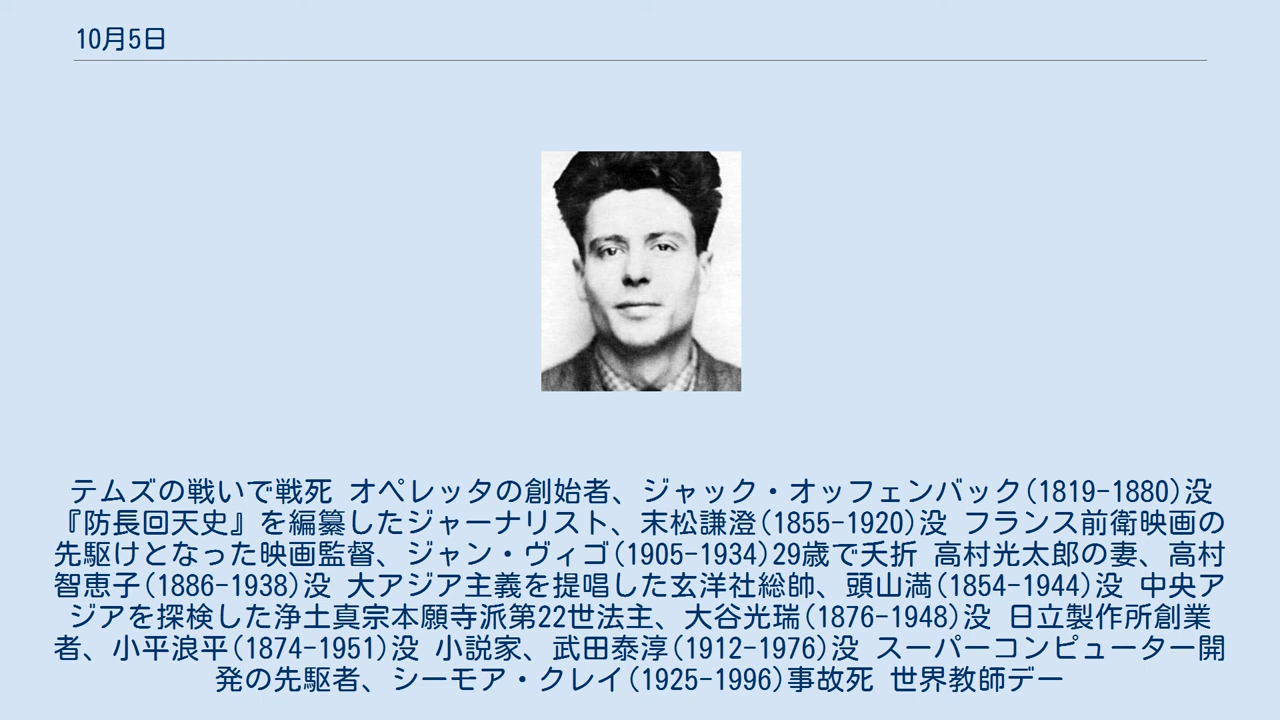 10月5日
テムズの戦いで戦死 オペレッタの創始者、ジャック・オッフェンバック(1819-1880)没
『防長回天史』を編纂したジャーナリスト、末松謙澄(1855-1920)没 フランス前衛映画の
先駆けとなった映画監督、ジャン・ヴィゴ(1905-1934)29歳で夭折 高村光太郎の妻、高村
智恵子(1886-1938)没 大アジア主義を提唱した玄洋社総帥、頭山満(1854-1944)没 中央ア
ジアを探検した浄土真宗本願寺派第22世法主、大谷光瑞(1876-1948)没 日立製作所創業
者、小平浪平(1874-1951)没 小説家、武田泰淳(1912-1976)没 スーパーコンピューター開
発の先駆者、シーモア・クレイ(1925-1996)事故死 世界教師デー